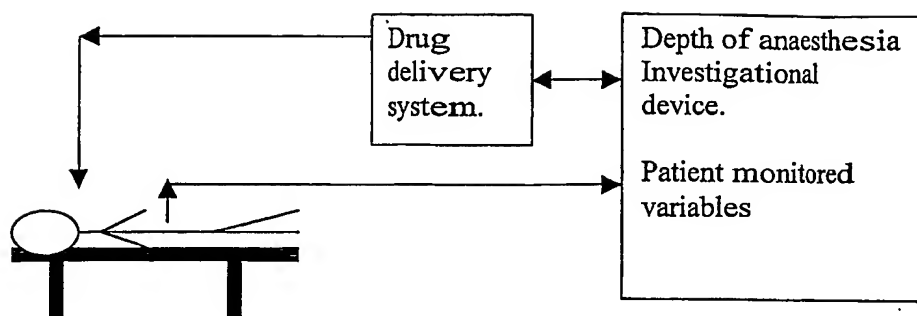 Drug
delivery
system.
Depth of anaesthesia
Investigational
device.
Patient monitored
variables